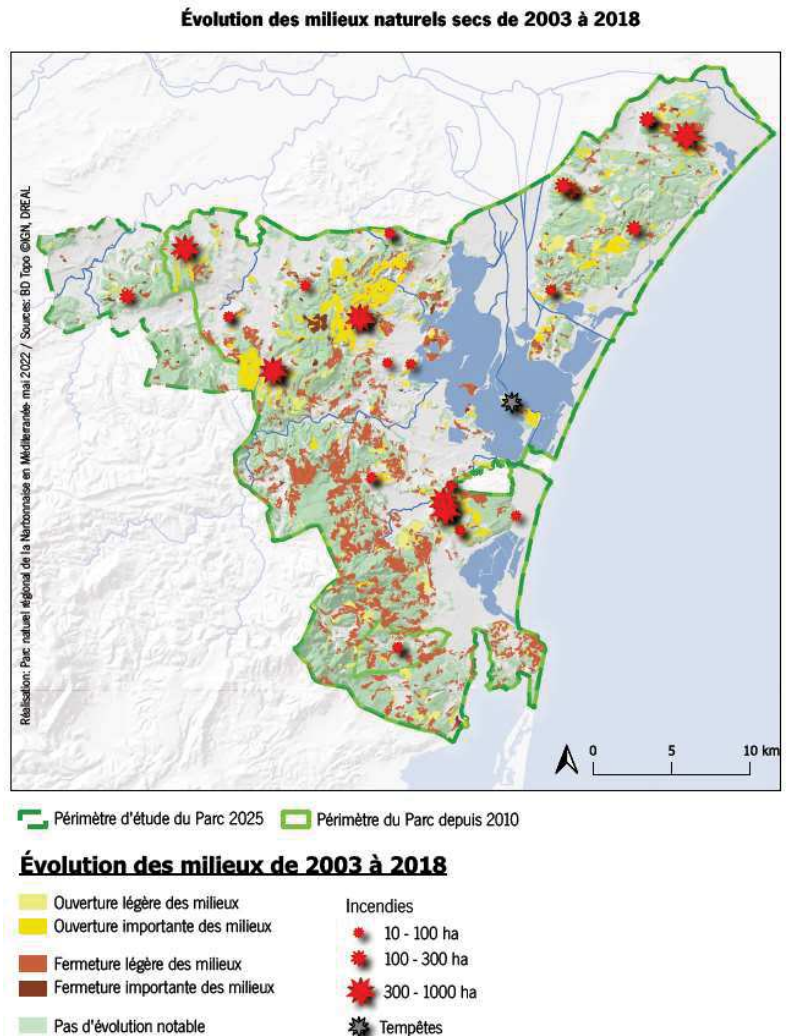 Évolution des milieux naturels secs de 2003 à 2018
Réalisation: Parc naturel régional de la Narbonnaise en Méditerranée- mai 2022 / Sources: BD Topo ©IGN, DREAL
0 5 10 km
Périmètre d'étude du Parc 2025
Périmètre du Parc depuis 2010
Évolution des milieux de 2003 à 2018
Ouverture légère des milieux
Ouverture importante des milieux
Fermeture légère des milieux
Fermeture importante des milieux
Pas d'évolution notable
Incendies
10 - 100 ha
100 - 300 ha
300 - 1000 ha
Tempêtes